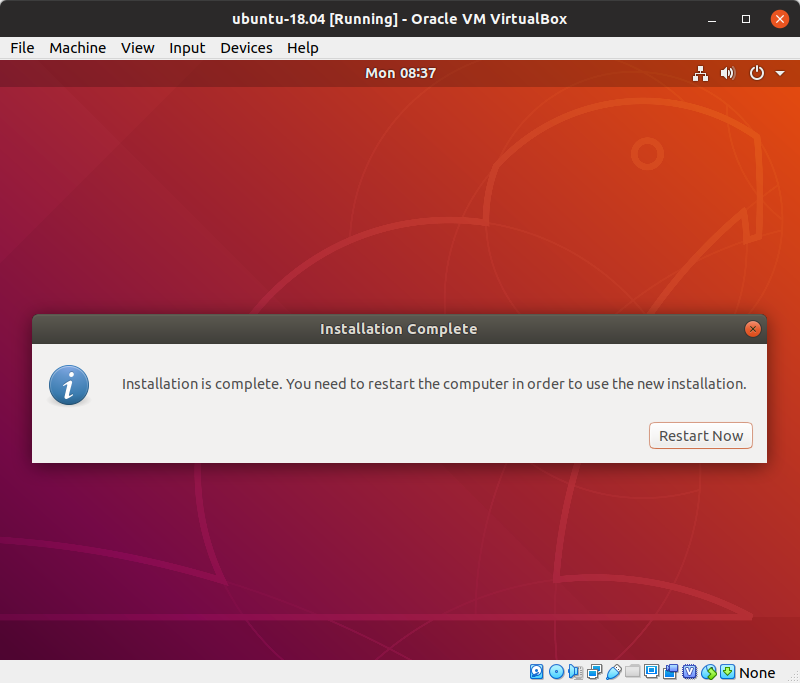 ubuntu-18.04 [Running] - Oracle VM VirtualBox
File Machine View Input Devices Help
Mon 08:37
Installation Complete
Installation is complete. You need to restart the computer in order to use the new installation.
Restart Now
None